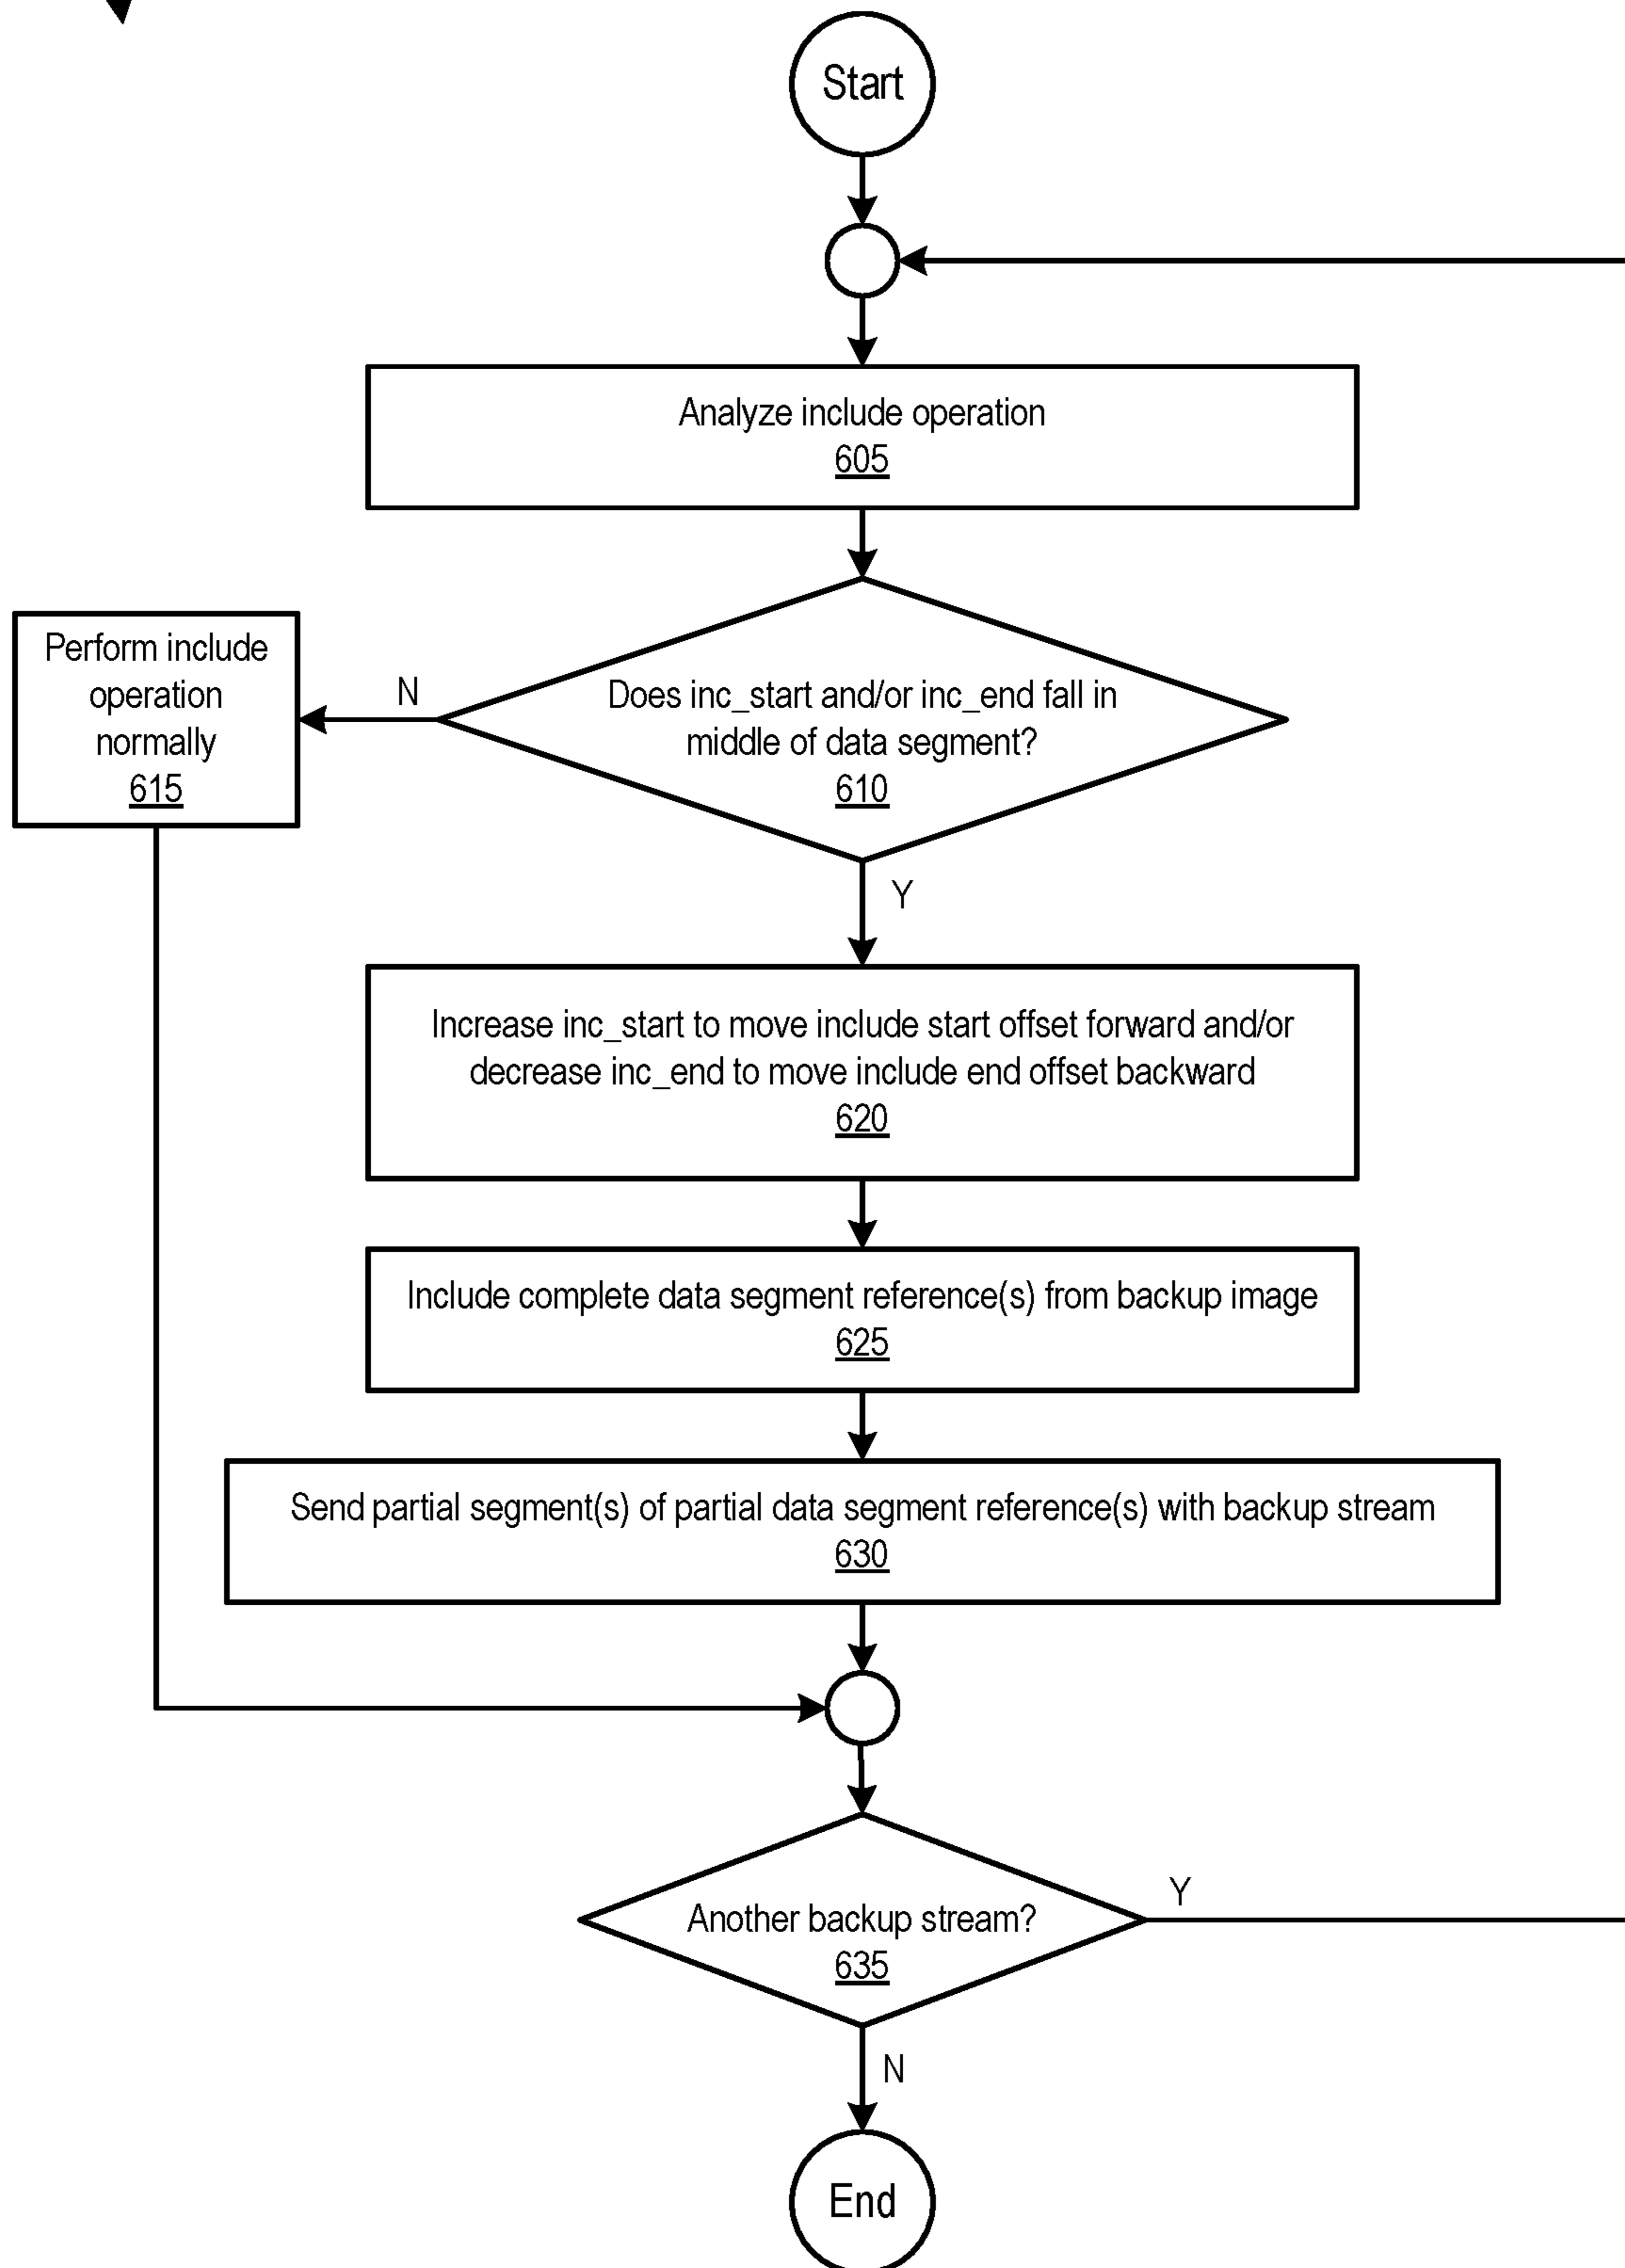 Start
Analyze include operation
605
Perform include
operation
normally
615
N
Does inc_start and/or inc_end fall in
middle of data segment?
610
Y
Increase inc_start to move include start offset forward and/or
decrease inc_end to move include end offset backward
620
Include complete data segment reference(s) from backup image
625
Send partial segment(s) of partial data segment reference(s) with backup stream
630
Another backup stream?
635
Y
N
End